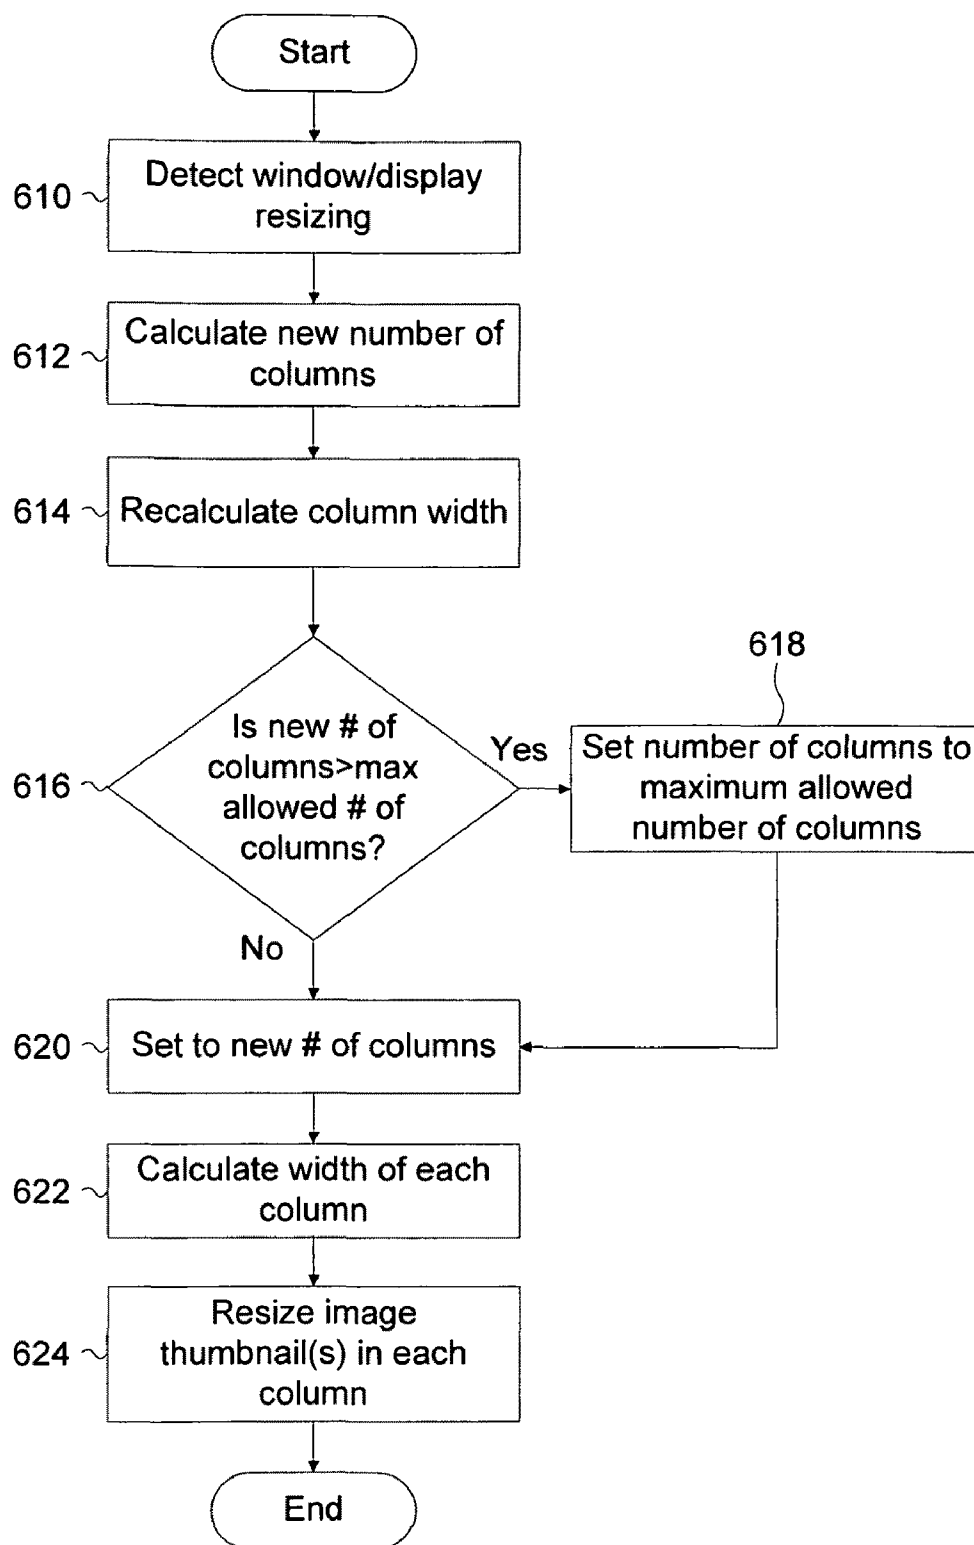 Start
610
Detect window/display
resizing
612
Calculate new number of
columns
614
Recalculate column width
616
Is new # of
columns>max
allowed # of
columns?
Yes
618
Set number of columns to
maximum allowed
number of columns
No
620
Set to new # of columns
622
Calculate width of each
column
624
Resize image
thumbnail(s) in each
column
End